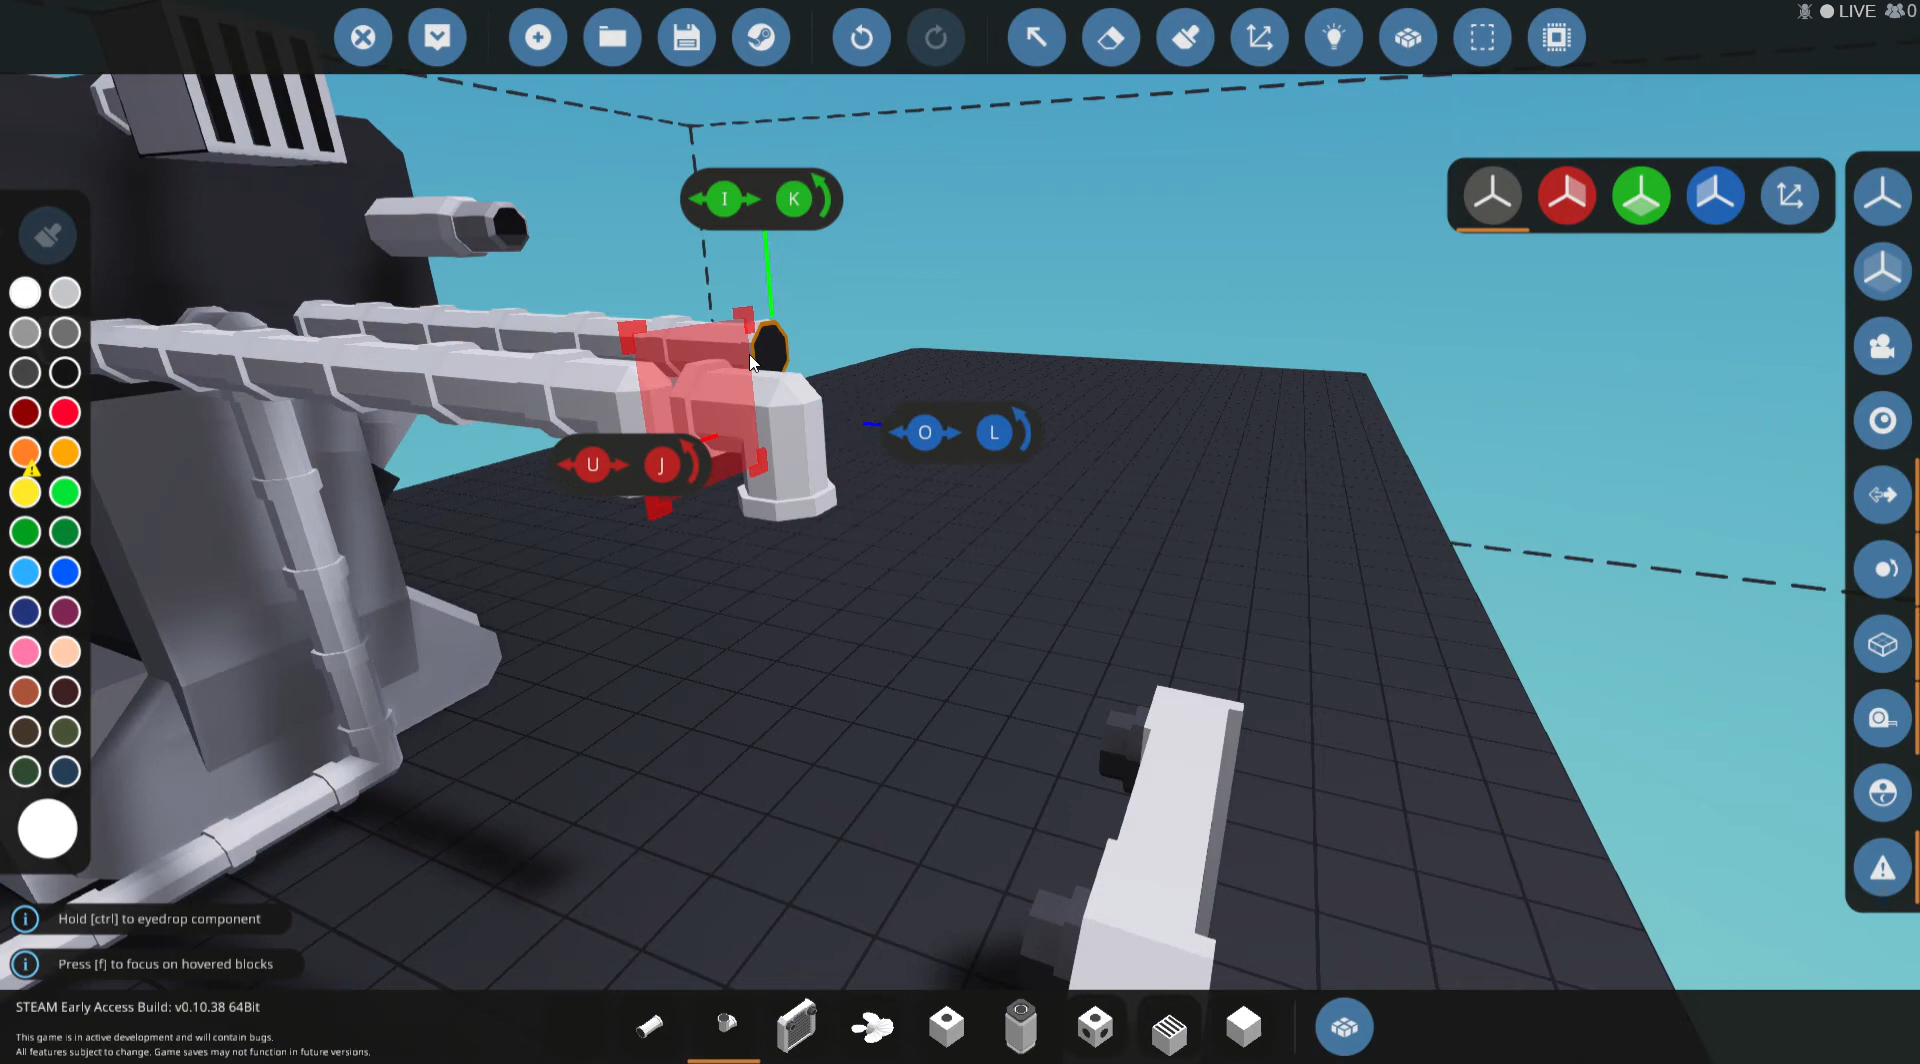 LIVE 0
I K
O L
U J
Hold [ctrl] to eyedrop component
Press [f] to focus on hovered blocks
STEAM Early Access Build: v0.10.38 64Bit
This game is in active development and will contain bugs.
All features subject to change. Game saves may not function in future versions.